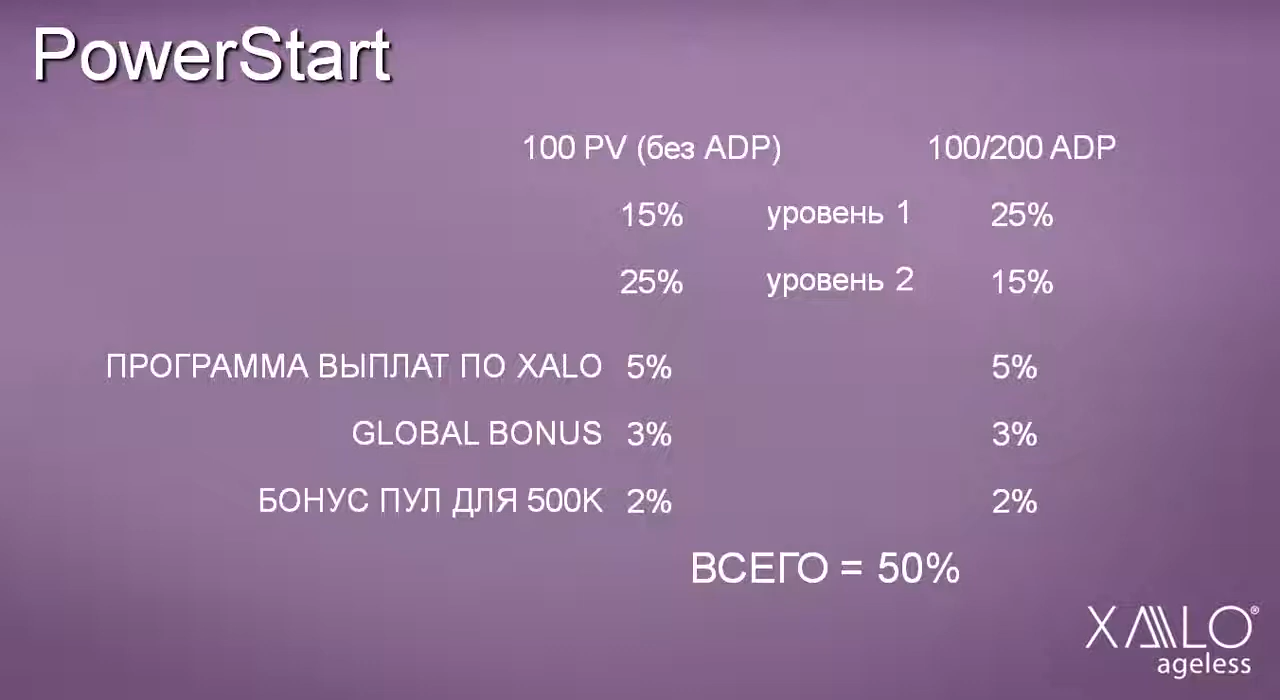 PowerStart
100 PV (без ADP) 100/200 ADP
15% уровень 1 25%
25% уровень 2 15%
ПРОГРАММА ВЫПЛАТ ПО XALO 5% 5%
GLOBAL BONUS 3% 3%
БОНУС ПУЛ ДЛЯ 500K 2% 2%
ВСЕГО = 50%
XALO®
ageless